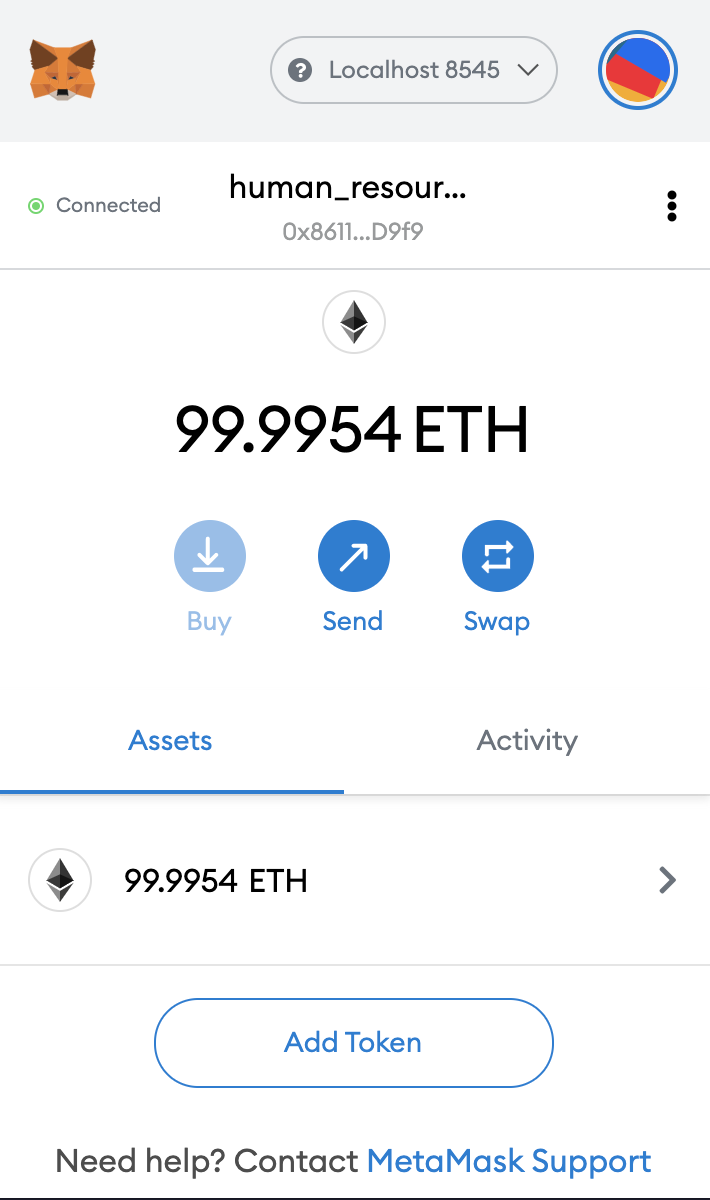 Localhost 8545
Connected
human_resour...
0x8611...D9f9
99.9954 ETH
Buy
Send
Swap
Assets
Activity
99.9954 ETH
Add Token
Need help? Contact MetaMask Support